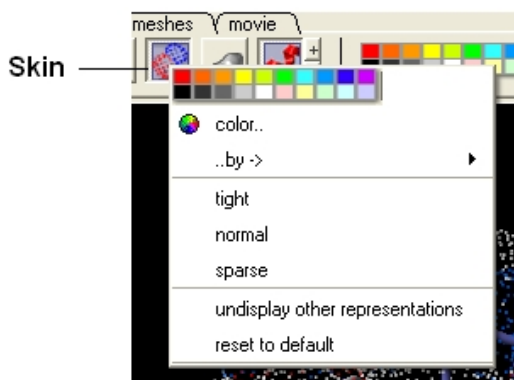 meshes movie
Skin
+
color..
..by ->
tight
normal
sparse
undisplay other representations
reset to default